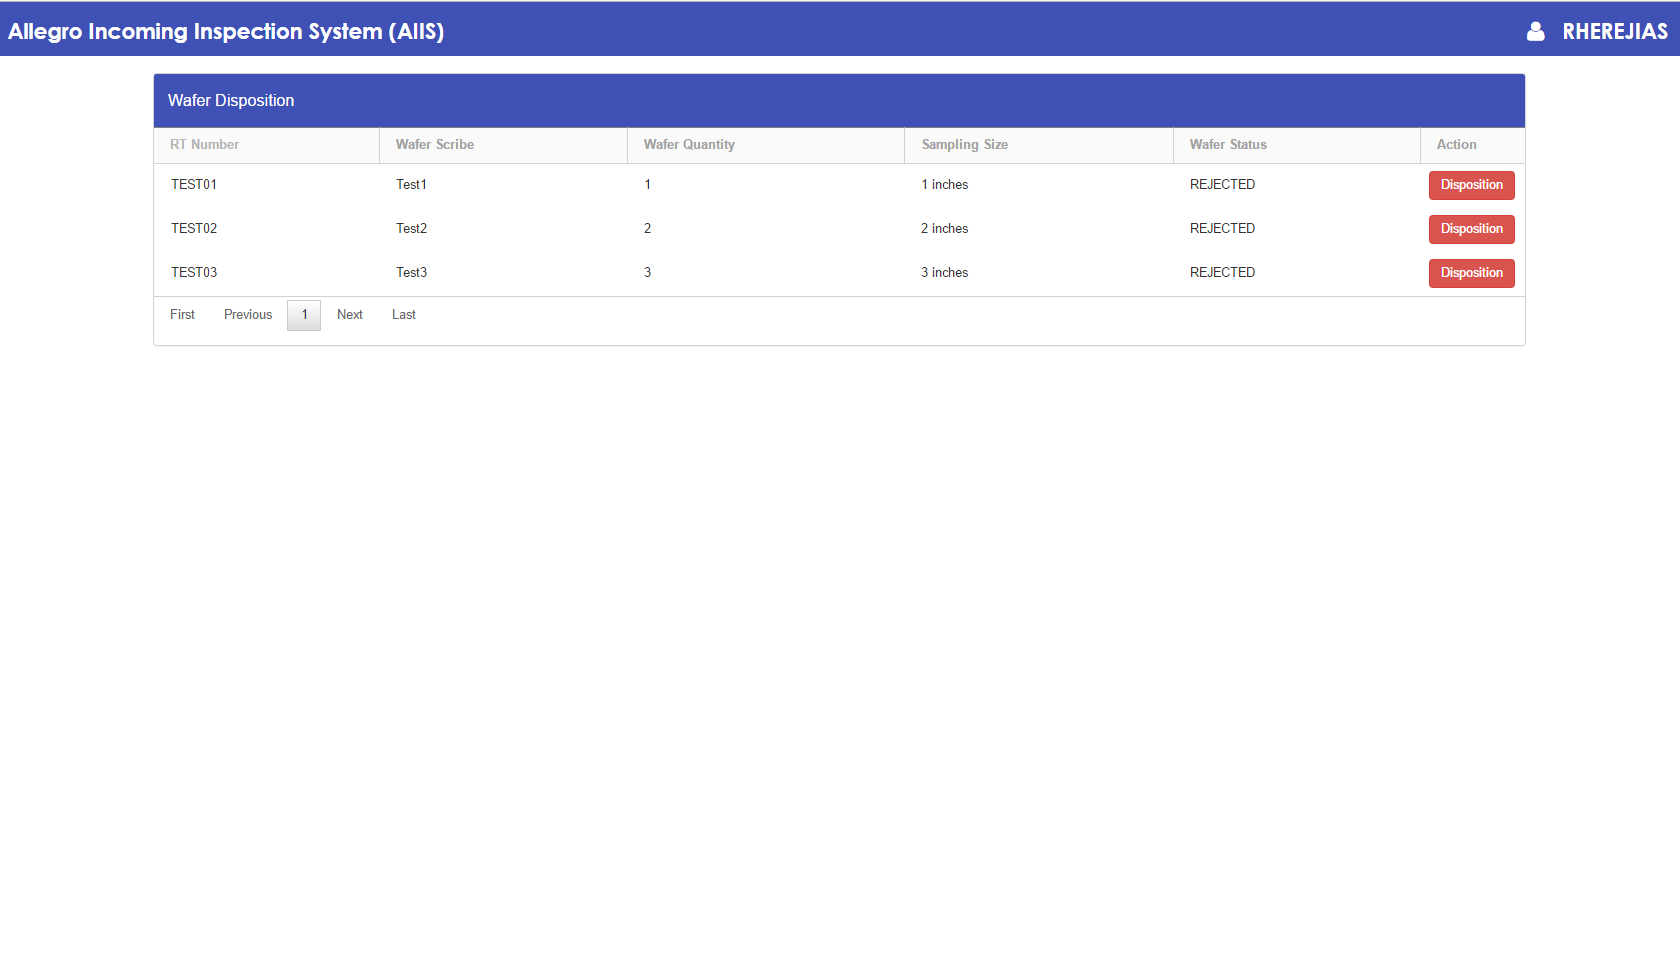 Allegro Incoming Inspection System (AIIS) RHEREJIAS
Wafer Disposition
RT Number Wafer Scribe Wafer Quantity Sampling Size Wafer Status Action
TEST01 Test1 1 1 inches REJECTED Disposition
TEST02 Test2 2 2 inches REJECTED Disposition
TEST03 Test3 3 3 inches REJECTED Disposition
First Previous 1 Next Last